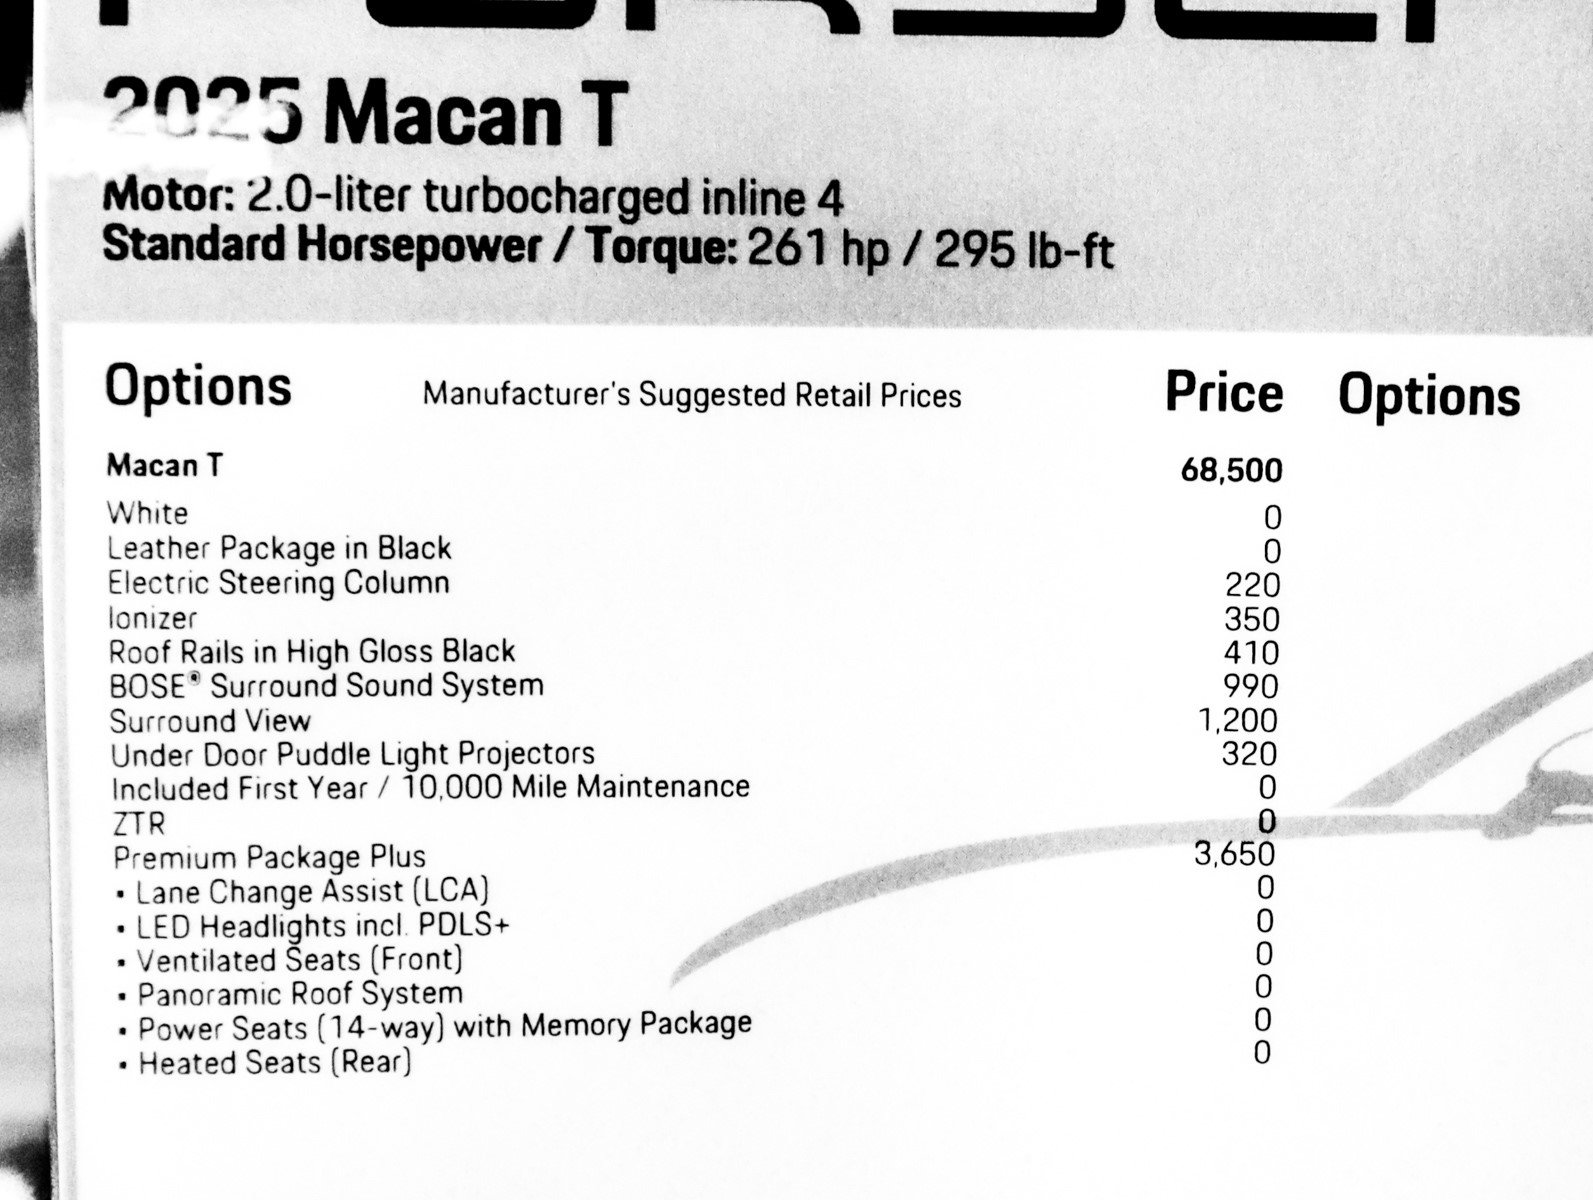 2025 Macan T
Motor: 2.0-liter turbocharged inline 4
Standard Horsepower / Torque: 261 hp / 295 lb-ft
Options Manufacturer's Suggested Retail Prices Price Options
Macan T 68,500
White 0
Leather Package in Black 0
Electric Steering Column 220
Ionizer 350
Roof Rails in High Gloss Black 410
BOSE® Surround Sound System 990
Surround View 1,200
Under Door Puddle Light Projectors 320
Included First Year / 10,000 Mile Maintenance 0
ZTR 0
Premium Package Plus 3,650
• Lane Change Assist (LCA) 0
• LED Headlights incl. PDLS+ 0
• Ventilated Seats (Front) 0
• Panoramic Roof System 0
• Power Seats (14-way) with Memory Package 0
• Heated Seats (Rear) 0